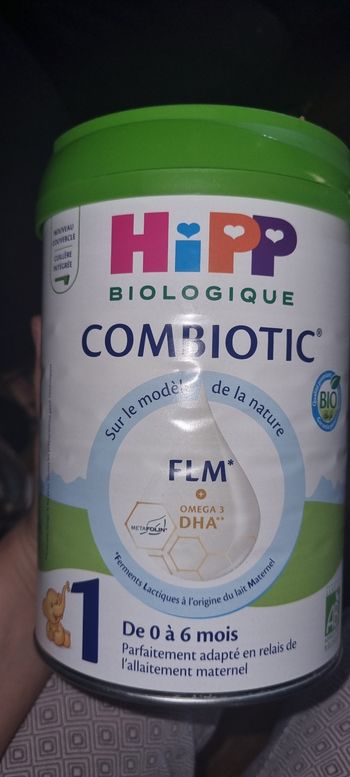 NOUVEAU
COUVERCLE
CUILLÈRE
INTÉGRÉE
HiPP
BIOLOGIQUE
COMBIOTIC®
BIO
Sur le modèle de la nature
FLM*
+
OMEGA 3
DHA**
METAFOLIN®
*Ferments Lactiques à l'origine du lait Maternel
1
De 0 à 6 mois
Parfaitement adapté en relais de
l'allaitement maternel
AB